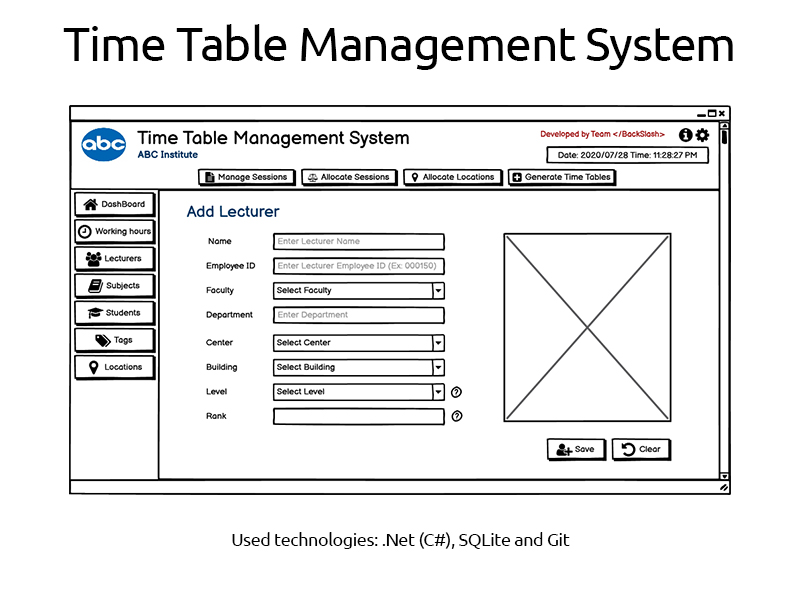 Time Table Management System
abc
Time Table Management System
ABC Institute
Developed by Team </BackSlash>
Date: 2020/07/28 Time: 11:28:27 PM
Manage Sessions
Allocate Sessions
Allocate Locations
Generate Time Tables
DashBoard
Working hours
Lecturers
Subjects
Students
Tags
Locations
Add Lecturer
Name
Enter Lecturer Name
Employee ID
Enter Lecturer Employee ID (Ex: 000150)
Faculty
Select Faculty
Department
Enter Department
Center
Select Center
Building
Select Building
Level
Select Level
?
Rank
?
Save
Clear
Used technologies: .Net (C#), SQLite and Git